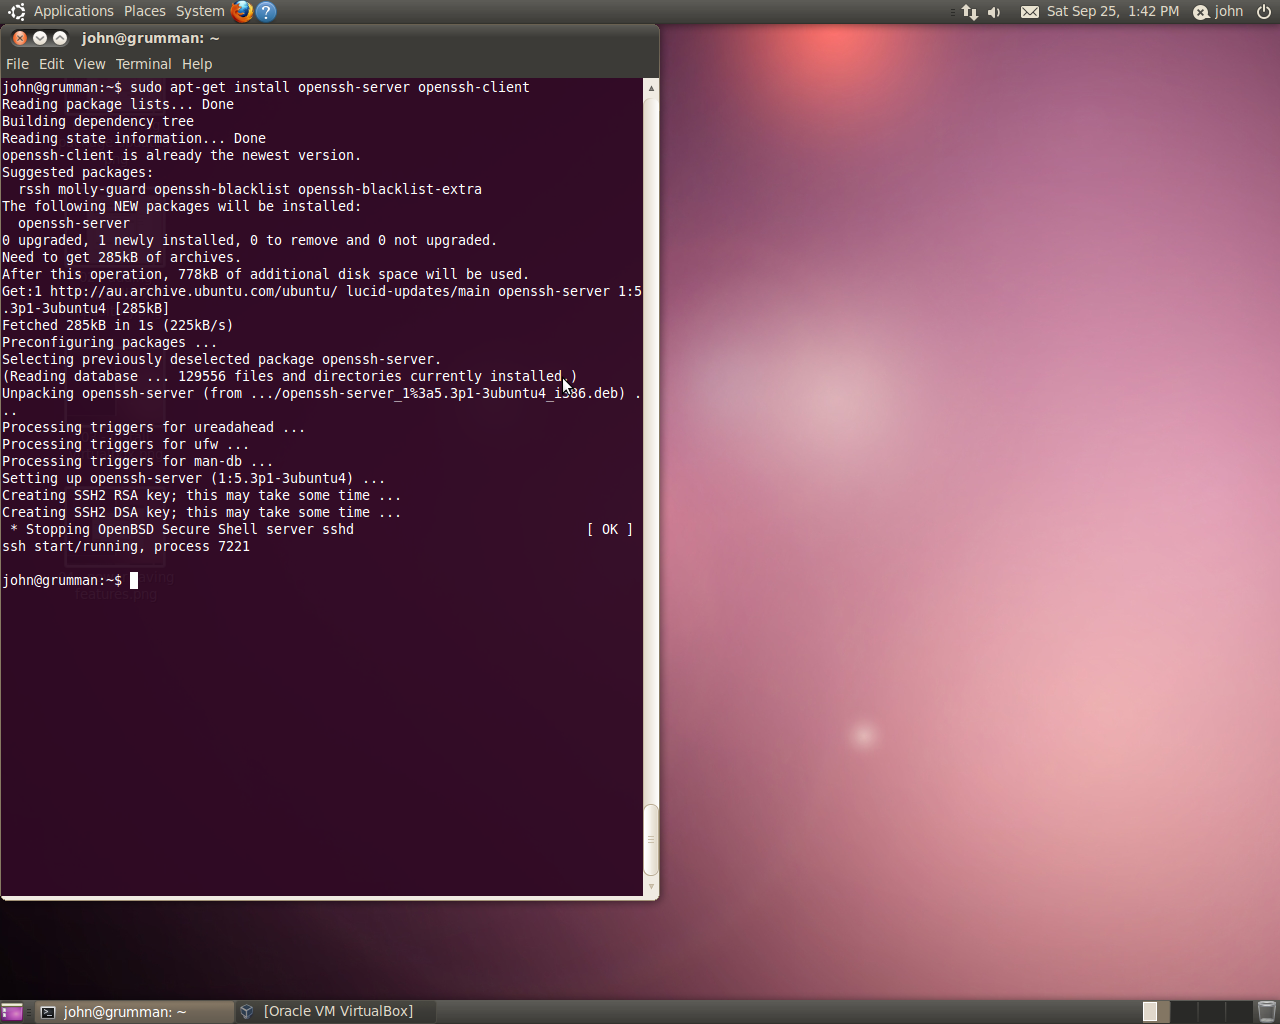 Applications Places System Sat Sep 25, 1:42 PM john
john@grumman: ~
File Edit View Terminal Help
john@grumman:~$ sudo apt-get install openssh-server openssh-client
Reading package lists... Done
Building dependency tree
Reading state information... Done
openssh-client is already the newest version.
Suggested packages:
  rssh molly-guard openssh-blacklist openssh-blacklist-extra
The following NEW packages will be installed:
  openssh-server
0 upgraded, 1 newly installed, 0 to remove and 0 not upgraded.
Need to get 285kB of archives.
After this operation, 778kB of additional disk space will be used.
Get:1 http://au.archive.ubuntu.com/ubuntu/ lucid-updates/main openssh-server 1:5
.3p1-3ubuntu4 [285kB]
Fetched 285kB in 1s (225kB/s)
Preconfiguring packages ...
Selecting previously deselected package openssh-server.
(Reading database ... 129556 files and directories currently installed.)
Unpacking openssh-server (from .../openssh-server_1%3a5.3p1-3ubuntu4_i386.deb) .
..
Processing triggers for ureadahead ...
Processing triggers for ufw ...
Processing triggers for man-db ...
Setting up openssh-server (1:5.3p1-3ubuntu4) ...
Creating SSH2 RSA key; this may take some time ...
Creating SSH2 DSA key; this may take some time ...
 * Stopping OpenBSD Secure Shell server sshd [ OK ]
ssh start/running, process 7221
john@grumman:~$
features.png
john@grumman: ~ [Oracle VM VirtualBox]